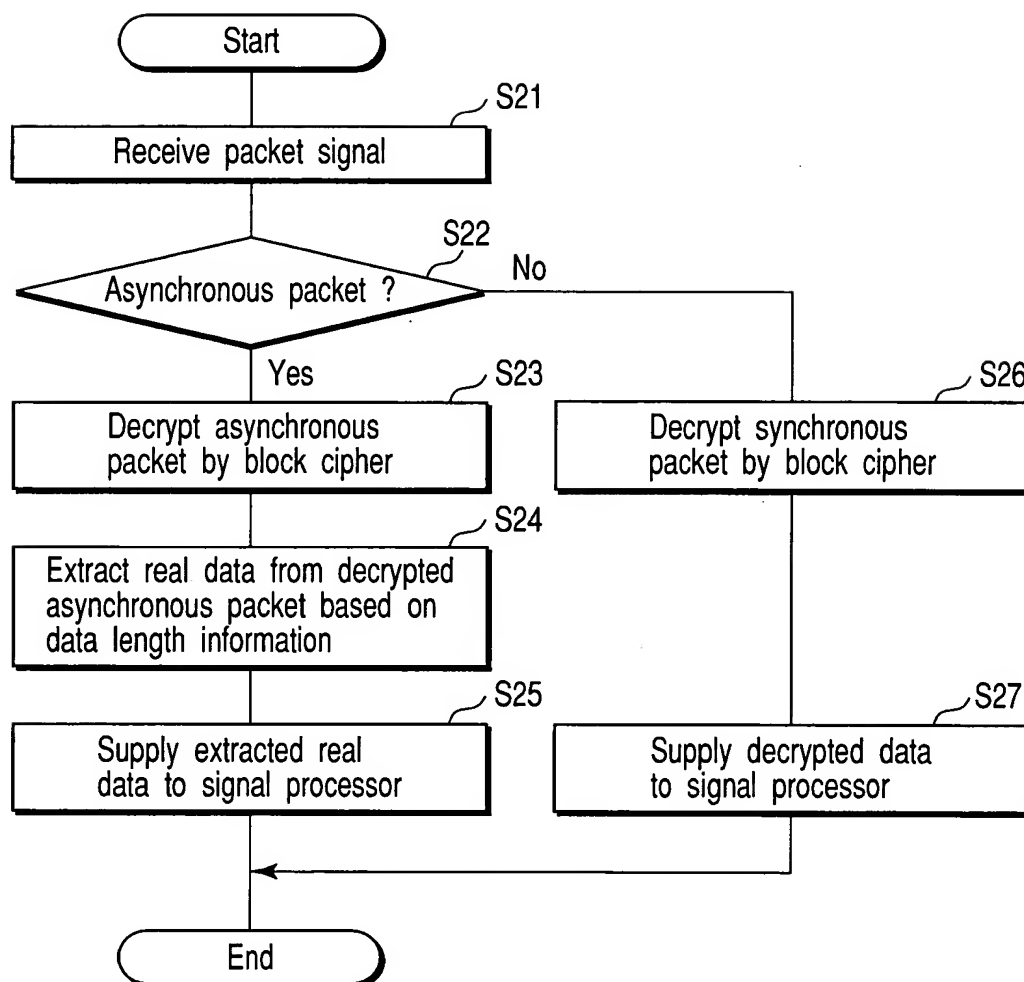 Start
S21
Receive packet signal
S22
Asynchronous packet ?
No
Yes
S23
Decrypt asynchronous
packet by block cipher
S26
Decrypt synchronous
packet by block cipher
S24
Extract real data from decrypted
asynchronous packet based on
data length information
S25
Supply extracted real
data to signal processor
S27
Supply decrypted data
to signal processor
End